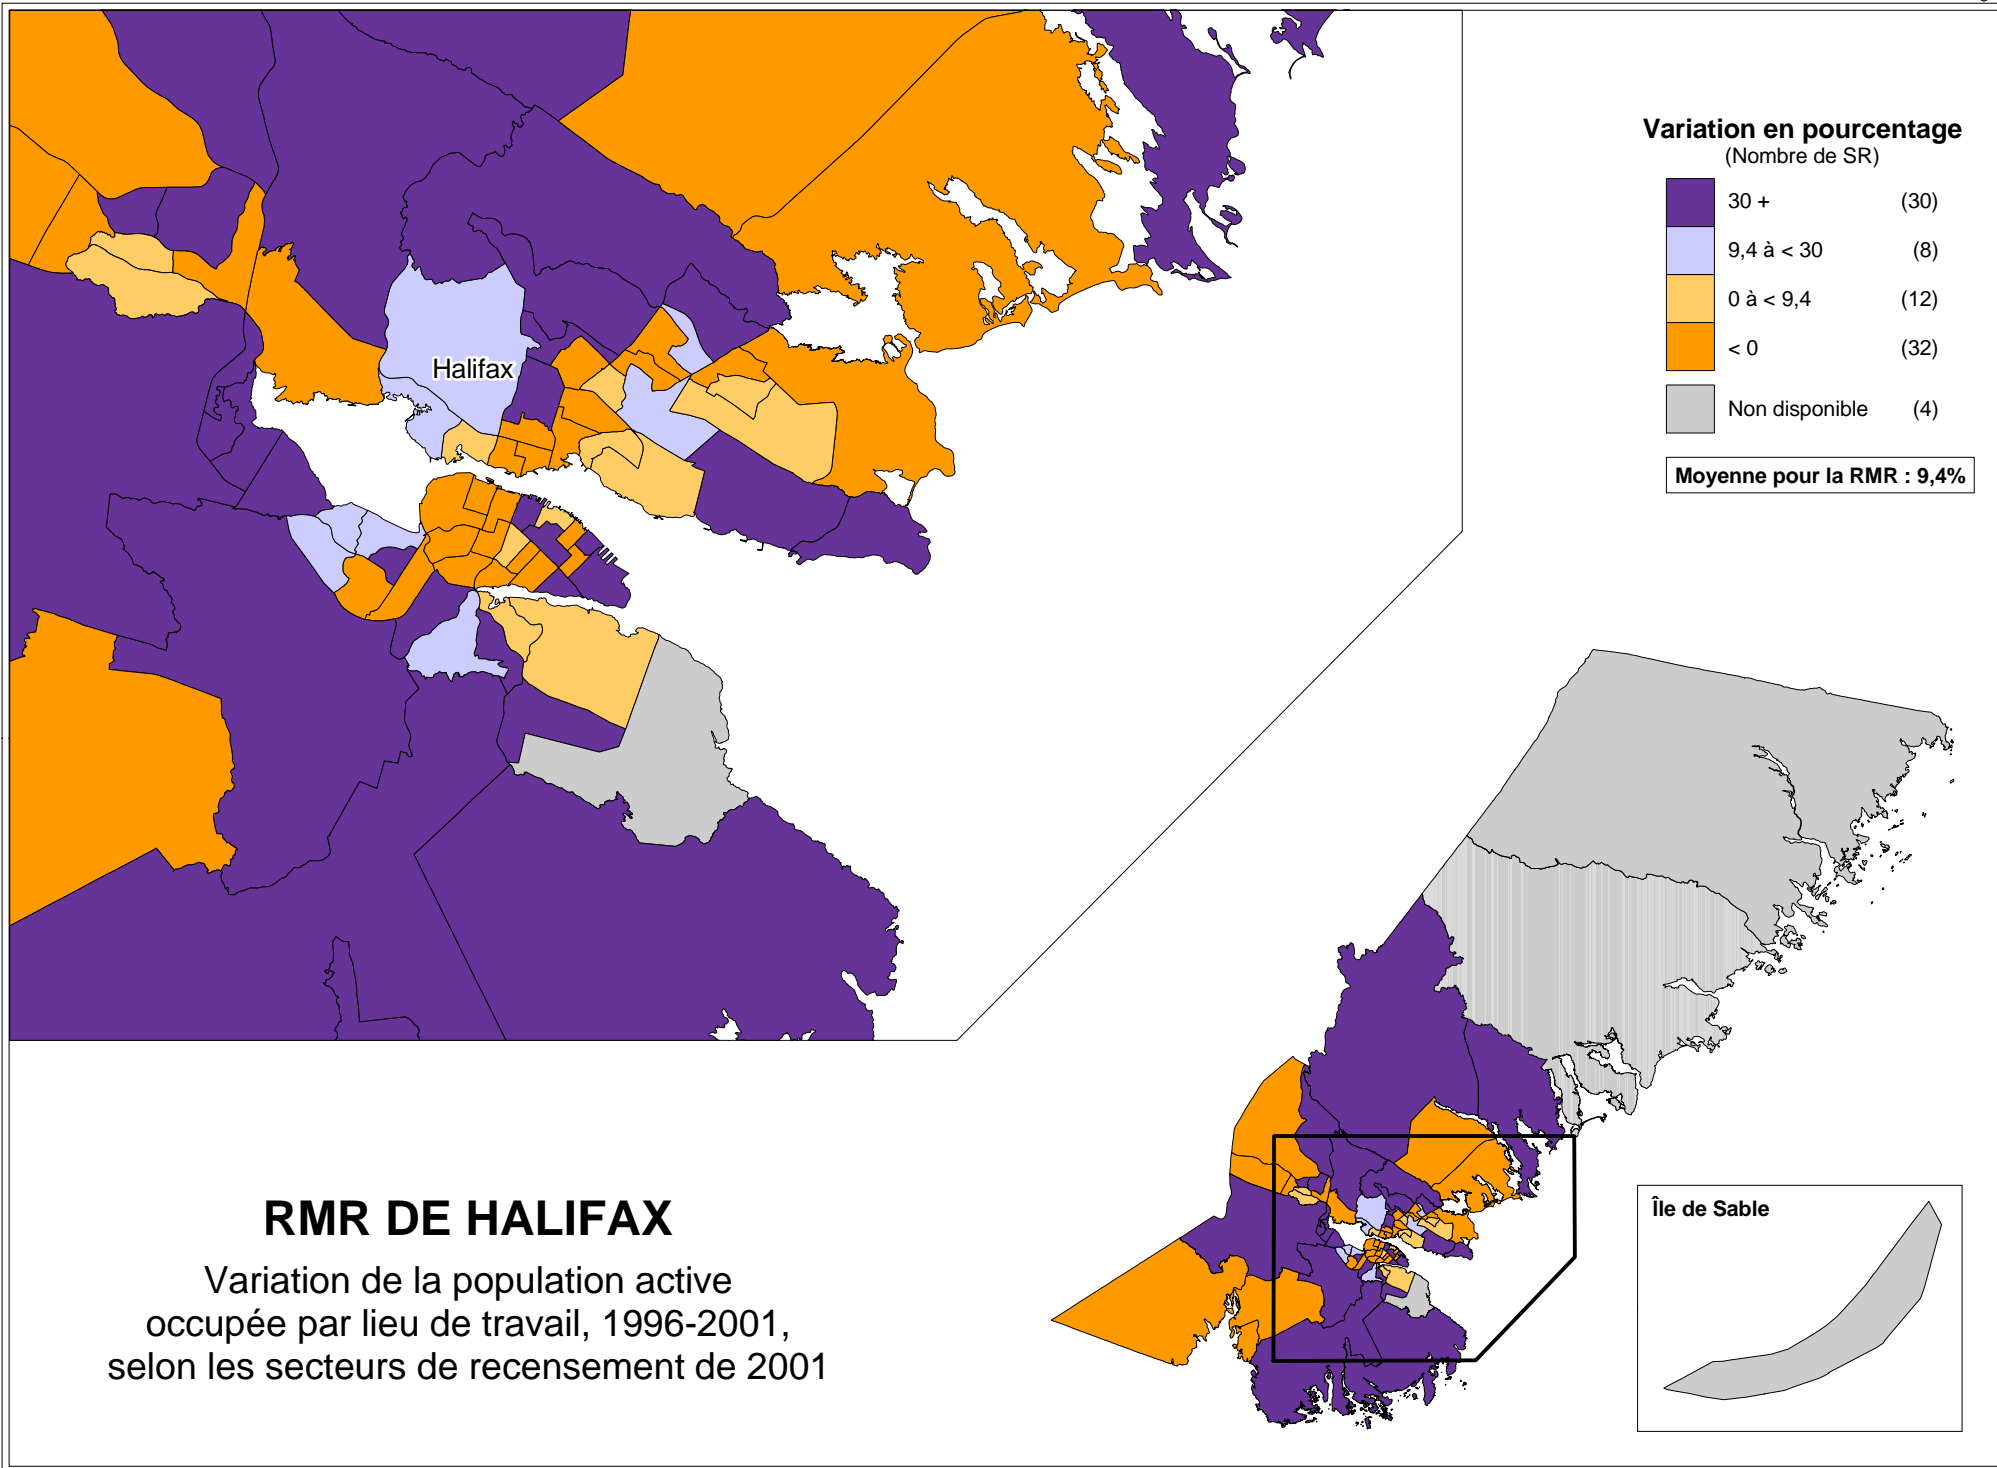 Variation en pourcentage
(Nombre de SR)
30 + (30)
9,4 à < 30 (8)
0 à < 9,4 (12)
< 0 (32)
Non disponible (4)
Moyenne pour la RMR : 9,4%
Halifax
RMR DE HALIFAX
Variation de la population active
occupée par lieu de travail, 1996-2001,
selon les secteurs de recensement de 2001
Île de Sable